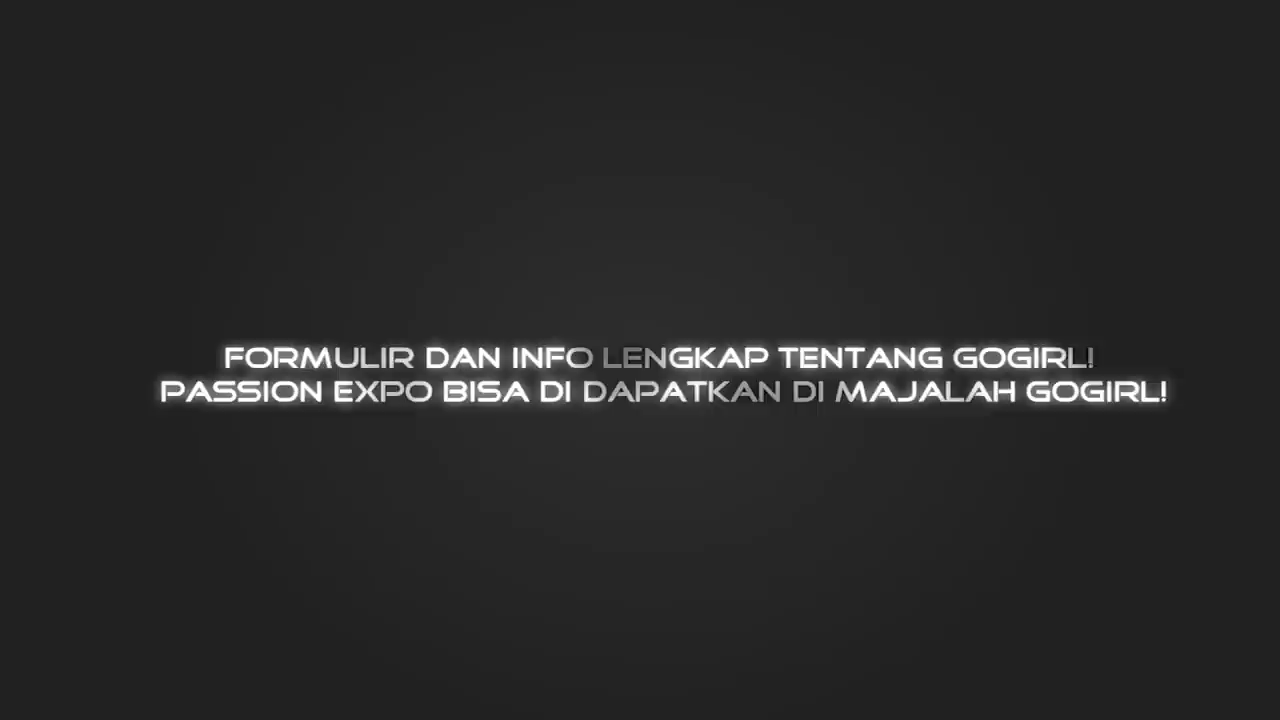 FORMULIR DAN INFO LENGKAP TENTANG GOGIRL!
PASSION EXPO BISA DI DAPATKAN DI MAJALAH GOGIRL!